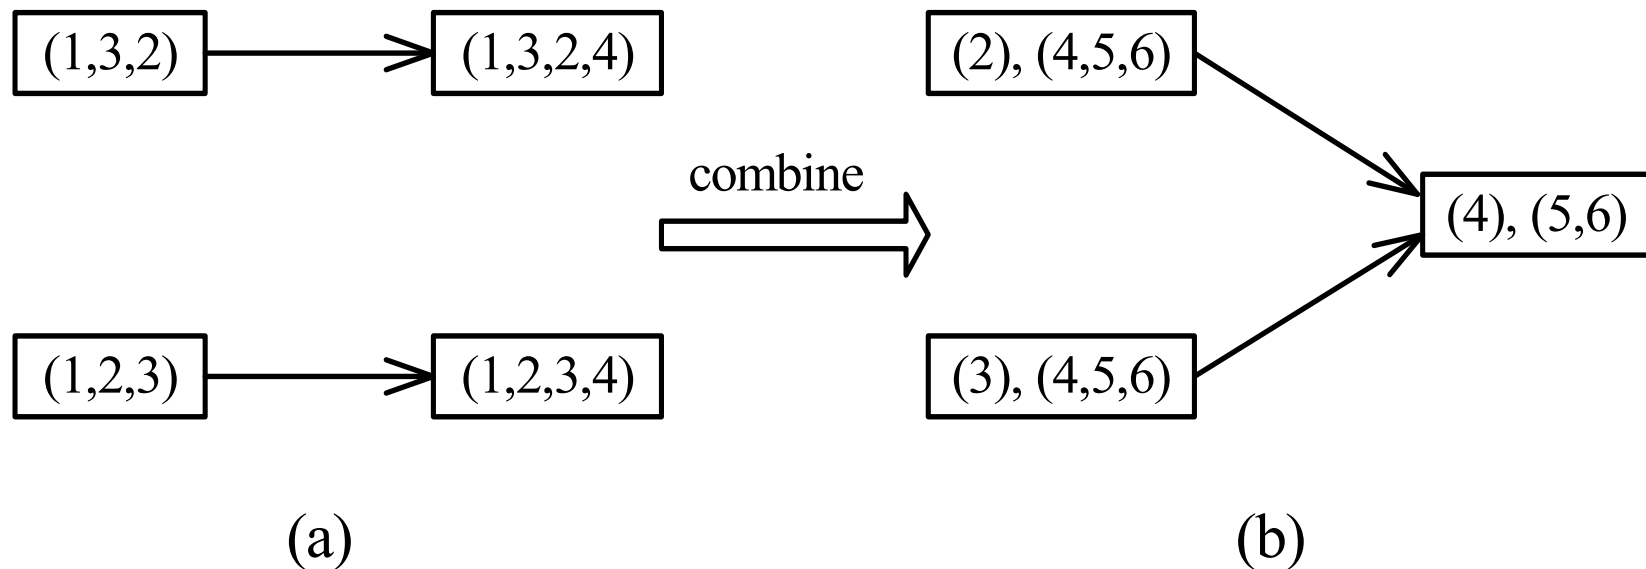 (1,3,2) (1,3,2,4) (2), (4,5,6)
combine
(4), (5,6)
(1,2,3) (1,2,3,4) (3), (4,5,6)
(a) (b)